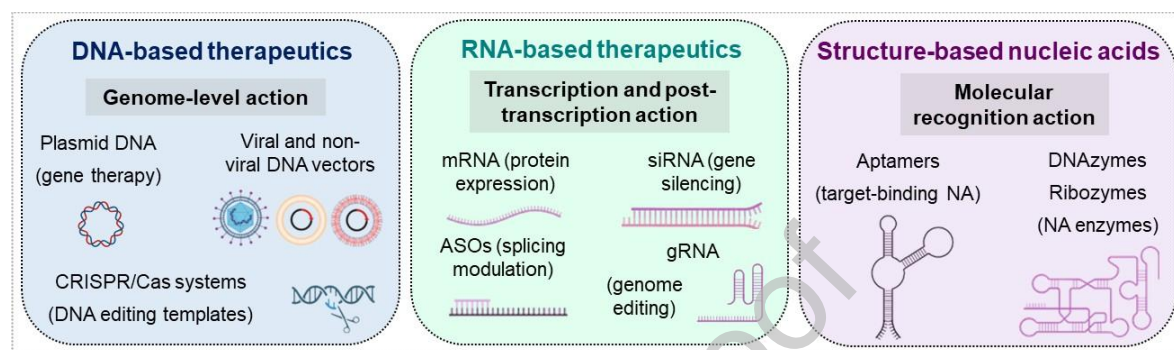 DNA-based therapeutics
Genome-level action
Plasmid DNA
(gene therapy)
Viral and non-
viral DNA vectors
CRISPR/Cas systems
(DNA editing templates)
RNA-based therapeutics
Transcription and post-
transcription action
mRNA (protein
expression)
siRNA (gene
silencing)
ASOs (splicing
modulation)
gRNA
(genome
editing)
Structure-based nucleic acids
Molecular
recognition action
Aptamers
(target-binding NA)
DNAzymes
Ribozymes
(NA enzymes)